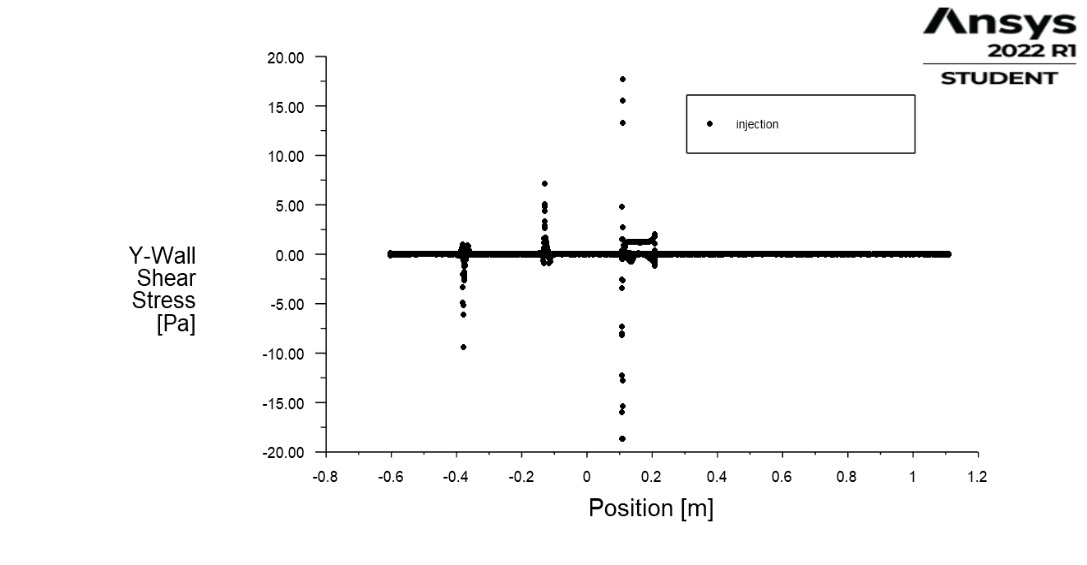 Ansys
2022 R1
STUDENT
20.00
15.00
10.00
5.00
0.00
-5.00
-10.00
-15.00
-20.00
injection
Y-Wall
Shear
Stress
[Pa]
-0.8 -0.6 -0.4 -0.2 0 0.2 0.4 0.6 0.8 1 1.2
Position [m]